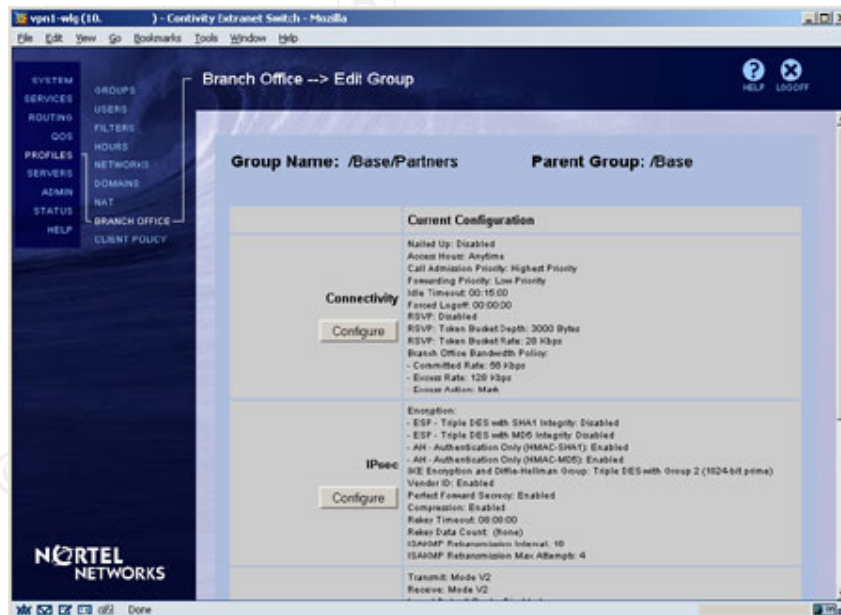 vpn1-wlg (10. ) - Contivity Extranet Switch - Mozilla
File Edit View Go Bookmarks Tools Window Help
SYSTEM
SERVICES
ROUTING
QOS
PROFILES
SERVERS
ADMIN
STATUS
HELP
GROUPS
USERS
FILTERS
HOURS
NETWORKS
DOMAINS
NAT
BRANCH OFFICE
CLIENT POLICY
Branch Office --> Edit Group
HELP LOGOFF
Group Name: /Base/Partners Parent Group: /Base
Current Configuration
Connectivity
Configure
Nailed Up: Disabled
Access Hours: Anytime
Call Admission Priority: Highest Priority
Forwarding Priority: Low Priority
Idle Timeout: 00:15:00
Forced Logoff: 00:00:00
RSVP: Disabled
RSVP: Token Bucket Depth: 3000 Bytes
RSVP: Token Bucket Rate: 28 Kbps
Branch Office Bandwidth Policy:
- Committed Rate: 56 Kbps
- Excess Rate: 128 Kbps
- Excess Action: Mark
IPsec
Configure
Encryption:
- ESP - Triple DES with SHA1 Integrity: Disabled
- ESP - Triple DES with MD5 Integrity: Disabled
- AH - Authentication Only (HMAC-SHA1): Enabled
- AH - Authentication Only (HMAC-MD5): Enabled
IKE Encryption and Diffie-Hellman Group: Triple DES with Group 2 (1024-bit prime)
Vendor ID: Enabled
Perfect Forward Secrecy: Enabled
Compression: Enabled
Rekey Timeout: 08:00:00
Rekey Data Count: (None)
ISAKMP Retransmission Interval: 16
ISAKMP Retransmission Max Attempts: 4
Transmit: Mode V2
Receive: Mode V2
NORTEL
NETWORKS
Done